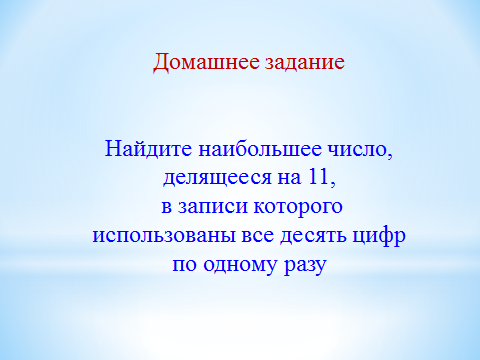 Домашнее задание
Найдите наибольшее число,
делящееся на 11,
в записи которого
использованы все десять цифр
по одному разу